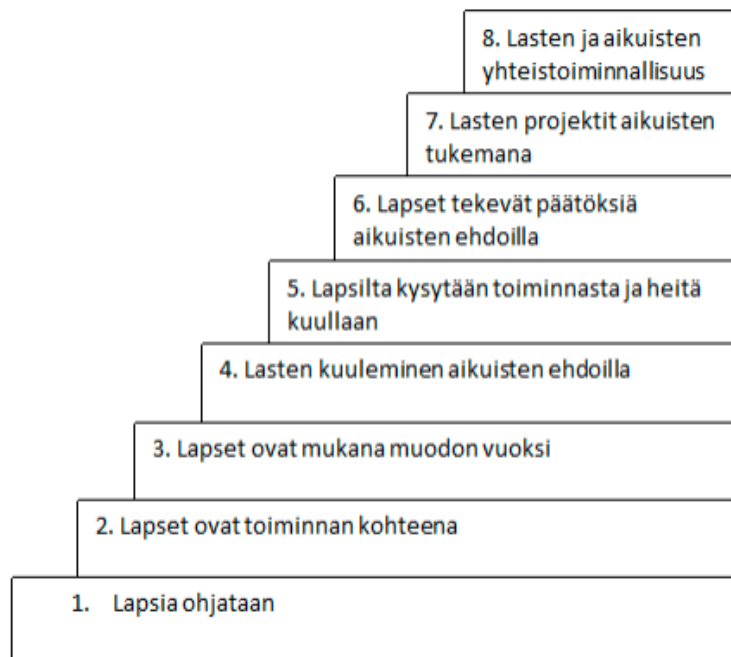 8. Lasten ja aikuisten
yhteistoiminnallisuus
7. Lasten projektit aikuisten
tukemana
6. Lapset tekevät päätöksiä
aikuisten ehdoilla
5. Lapsilta kysytään toiminnasta ja heitä
kuullaan
4. Lasten kuuleminen aikuisten ehdoilla
3. Lapset ovat mukana muodon vuoksi
2. Lapset ovat toiminnan kohteena
1. Lapsia ohjataan